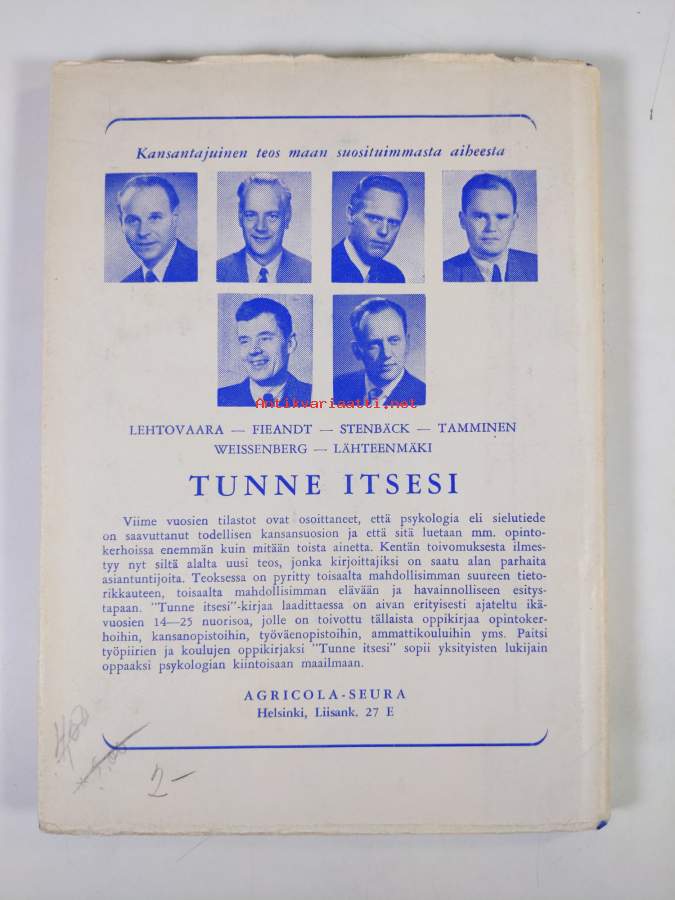 Kansantajuinen teos maan suosituimmasta aiheesta
Antikvariaatti.net
LEHTOVAARA — FIEANDT — STENBÄCK — TAMMINEN
WEISSENBERG — LÄHTEENMÄKI
TUNNE ITSESI
Viime vuosien tilastot ovat osoittaneet, että psykologia eli sielutiede
on saavuttanut todellisen kansansuosion ja että sitä luetaan mm. opinto-
kerhoissa enemmän kuin mitään toista ainetta. Kentän toivomuksesta ilmes-
tyy nyt siltä alalta uusi teos, jonka kirjoittajiksi on saatu alan parhaita
asiantuntijoita. Teoksessa on pyritty toisaalta mahdollisimman suureen tieto-
rikkauteen, toisaalta mahdollisimman elävään ja havainnolliseen esitys-
tapaan. "Tunne itsesi"-kirjaa laadittaessa on aivan erityisesti ajateltu ikä-
vuosien 14—25 nuorisoa, jolle on toivottu tällaista oppikirjaa opintoker-
hoihin, kansanopistoihin, työväenopistoihin, ammattikouluihin yms. Paitsi
työpiirien ja koulujen oppikirjaksi "Tunne itsesi" sopii yksityisten lukijain
oppaaksi psykologian kiintoisaan maailmaan.
AGRICOLA-SEURA
Helsinki, Liisank. 27 E
2—